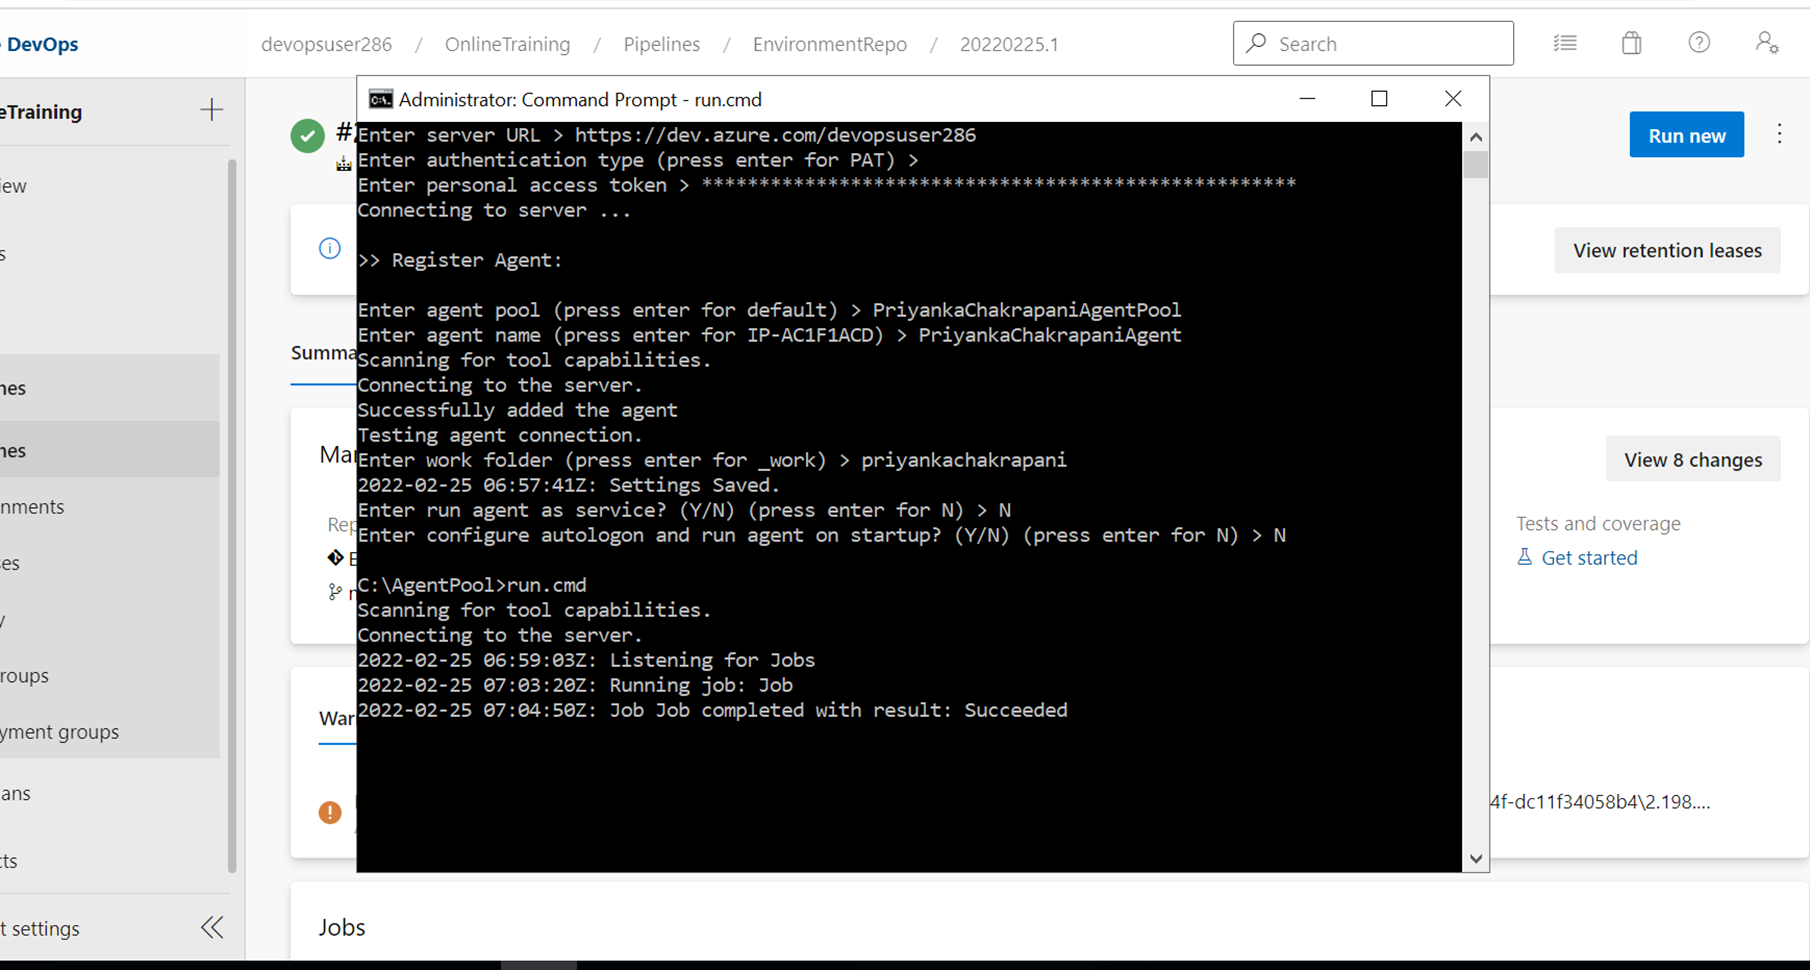 DevOps
devopsuser286 / OnlineTraining / Pipelines / EnvironmentRepo / 20220225.1
Search
eTraining
Administrator: Command Prompt - run.cmd
Run new
Enter server URL > https://dev.azure.com/devopsuser286
Enter authentication type (press enter for PAT) >
Enter personal access token > ****************************************************
Connecting to server ...
>> Register Agent:
Enter agent pool (press enter for default) > PriyankaChakrapaniAgentPool
Enter agent name (press enter for IP-AC1F1ACD) > PriyankaChakrapaniAgent
Scanning for tool capabilities.
Connecting to the server.
Successfully added the agent
Testing agent connection.
Enter work folder (press enter for _work) > priyankachakrapani
2022-02-25 06:57:41Z: Settings Saved.
Enter run agent as service? (Y/N) (press enter for N) > N
Enter configure autologon and run agent on startup? (Y/N) (press enter for N) > N
C:\AgentPool>run.cmd
Scanning for tool capabilities.
Connecting to the server.
2022-02-25 06:59:03Z: Listening for Jobs
2022-02-25 07:03:20Z: Running job: Job
2022-02-25 07:04:50Z: Job Job completed with result: Succeeded
iew
s
nes
nes
nments
ses
y
roups
yment groups
ans
cts
t settings
Summa
Man
Rep
War
View retention leases
View 8 changes
Tests and coverage
Get started
4f-dc11f34058b4\2.198....
Jobs